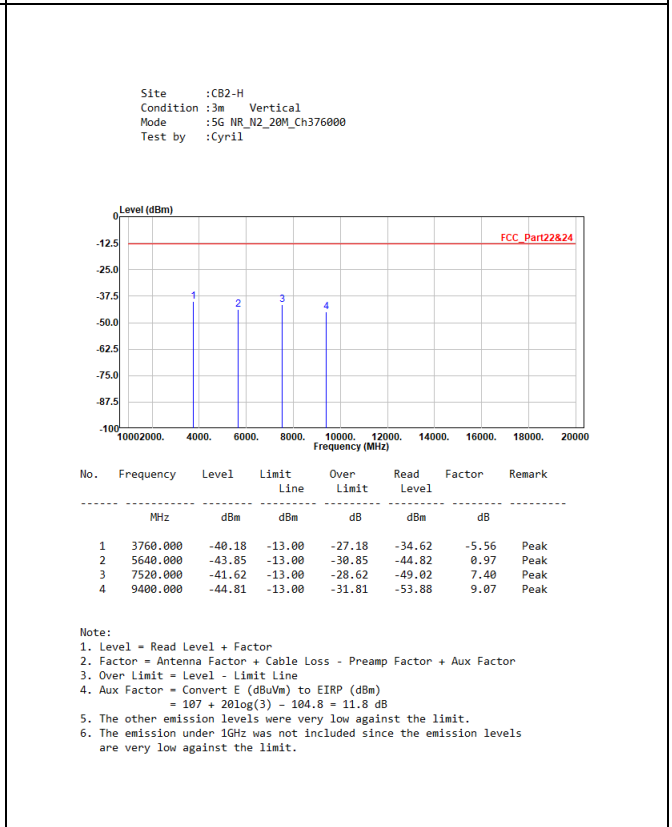 Site      :CB2-H
Condition :3m    Vertical
Mode      :5G NR_N2_20M_Ch376000
Test by   :Cyril
Level (dBm)
0
FCC_Part22&24
-12.5
-25.0
-37.5
1 2 3 4
-50.0
-62.5
-75.0
-87.5
-100
10002000. 4000. 6000. 8000. 10000. 12000. 14000. 16000. 18000. 20000
Frequency (MHz)
No. Frequency Level Limit Over Read Factor Remark
Line Limit Level
------ ----------- -------- --------- --------- --------- -------- ---------
MHz dBm dBm dB dBm dB
1 3760.000 -40.18 -13.00 -27.18 -34.62 -5.56 Peak
2 5640.000 -43.85 -13.00 -30.85 -44.82 0.97 Peak
3 7520.000 -41.62 -13.00 -28.62 -49.02 7.40 Peak
4 9400.000 -44.81 -13.00 -31.81 -53.88 9.07 Peak
Note:
1. Level = Read Level + Factor
2. Factor = Antenna Factor + Cable Loss - Preamp Factor + Aux Factor
3. Over Limit = Level - Limit Line
4. Aux Factor = Convert E (dBuVm) to EIRP (dBm)
= 107 + 20log(3) – 104.8 = 11.8 dB
5. The other emission levels were very low against the limit.
6. The emission under 1GHz was not included since the emission levels
are very low against the limit.